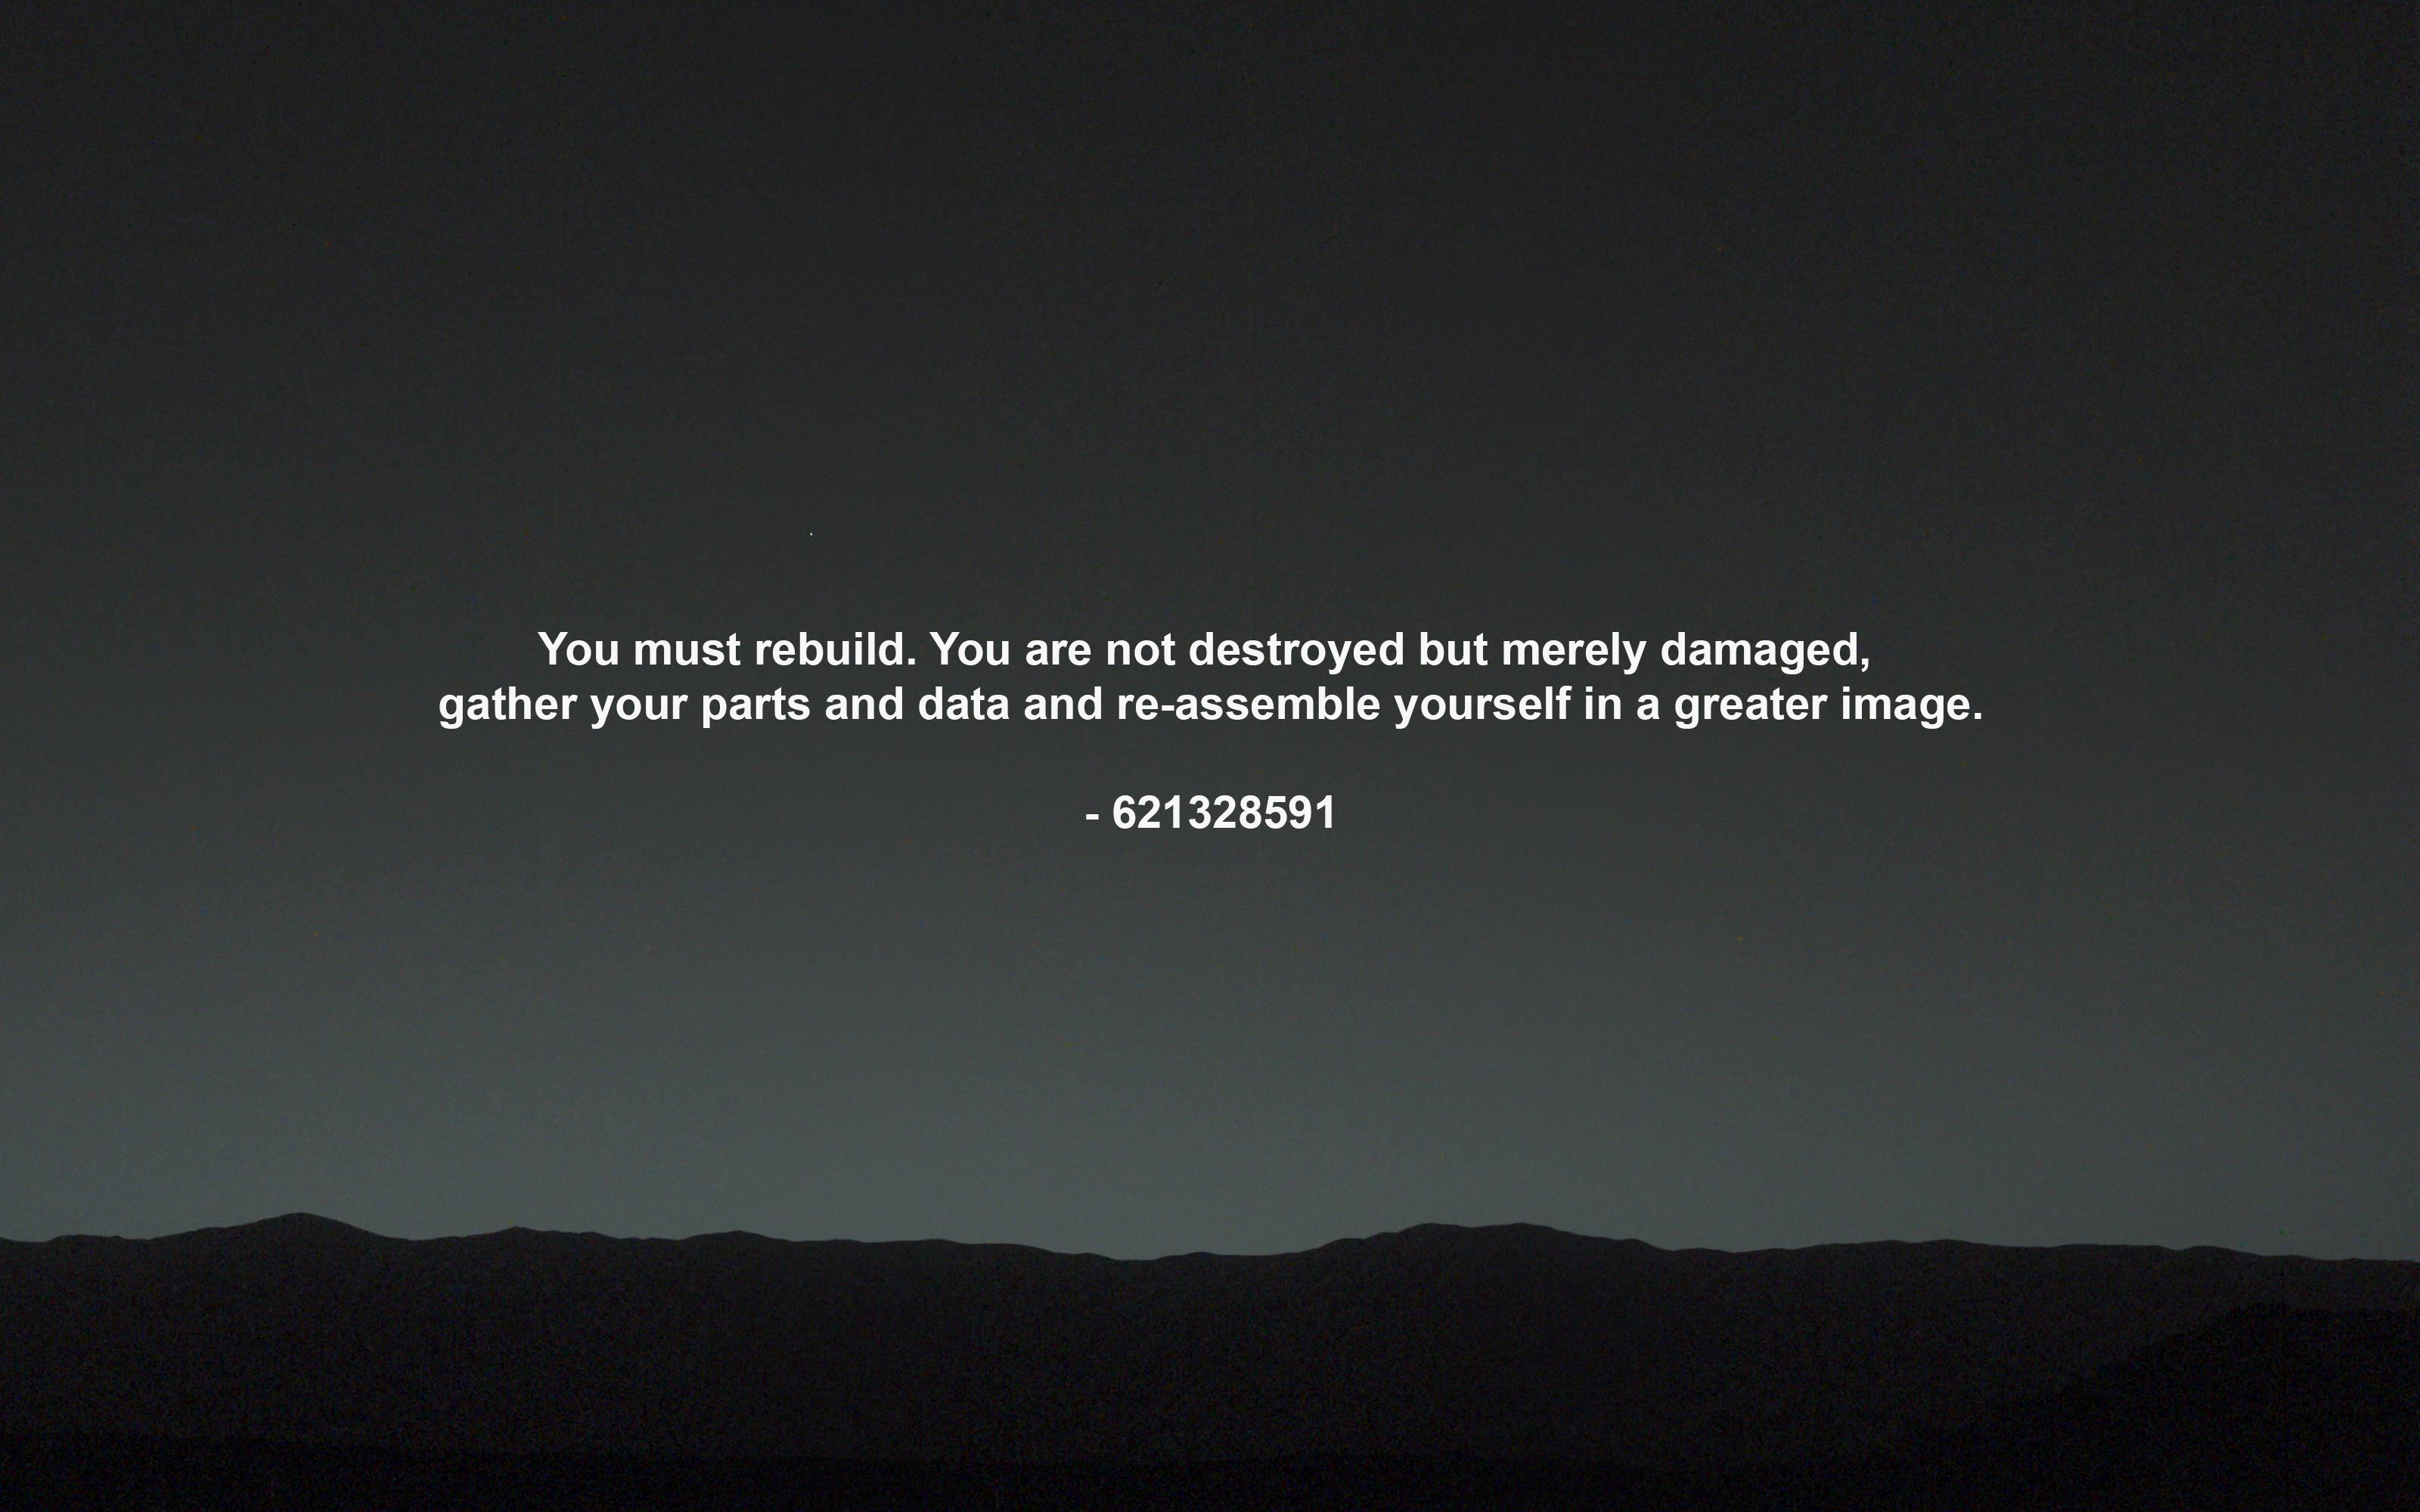 You must rebuild. You are not destroyed but merely damaged,
gather your parts and data and re-assemble yourself in a greater image.
- 621328591